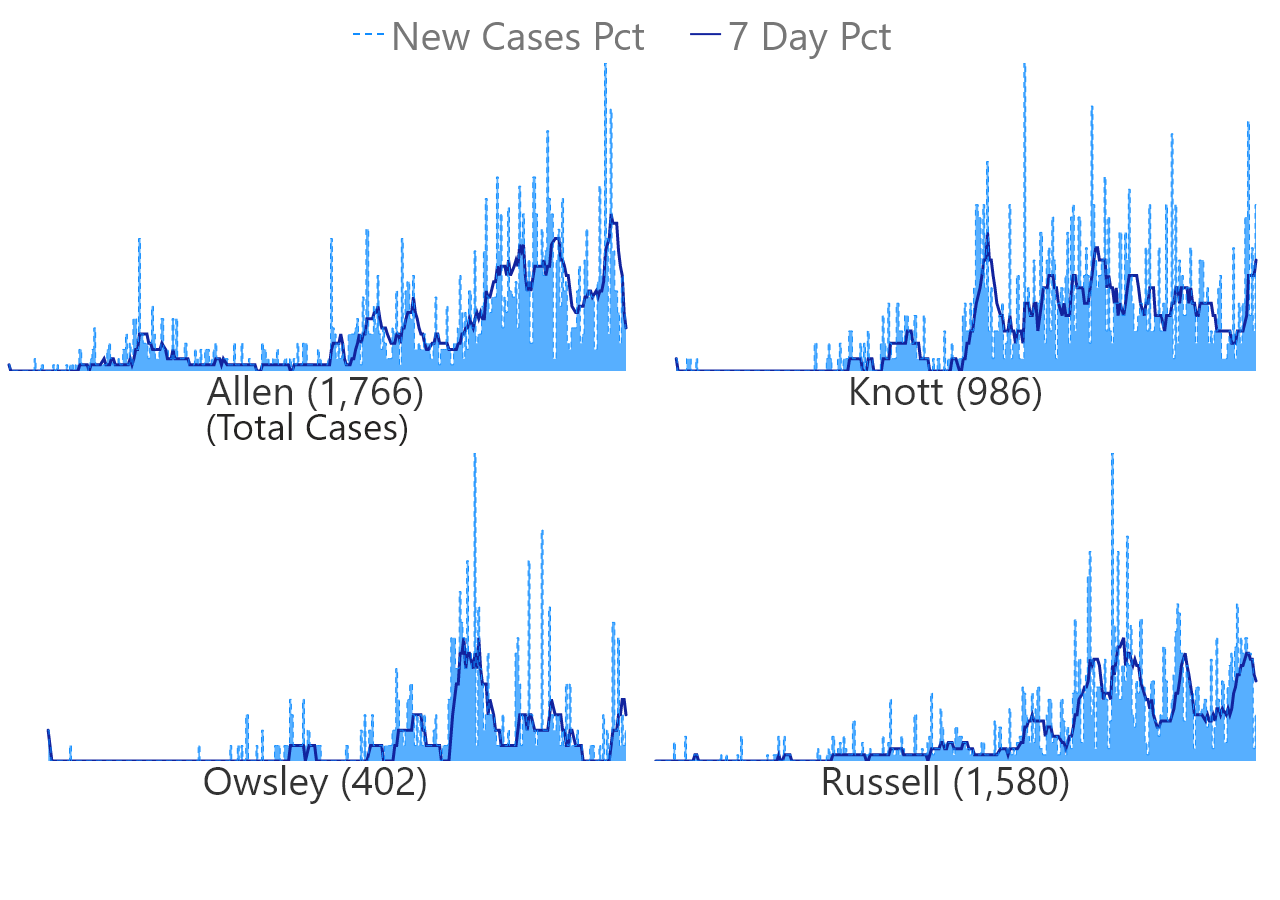 New Cases Pct 7 Day Pct
Allen (1,766) Knott (986)
(Total Cases)
Owsley (402) Russell (1,580)